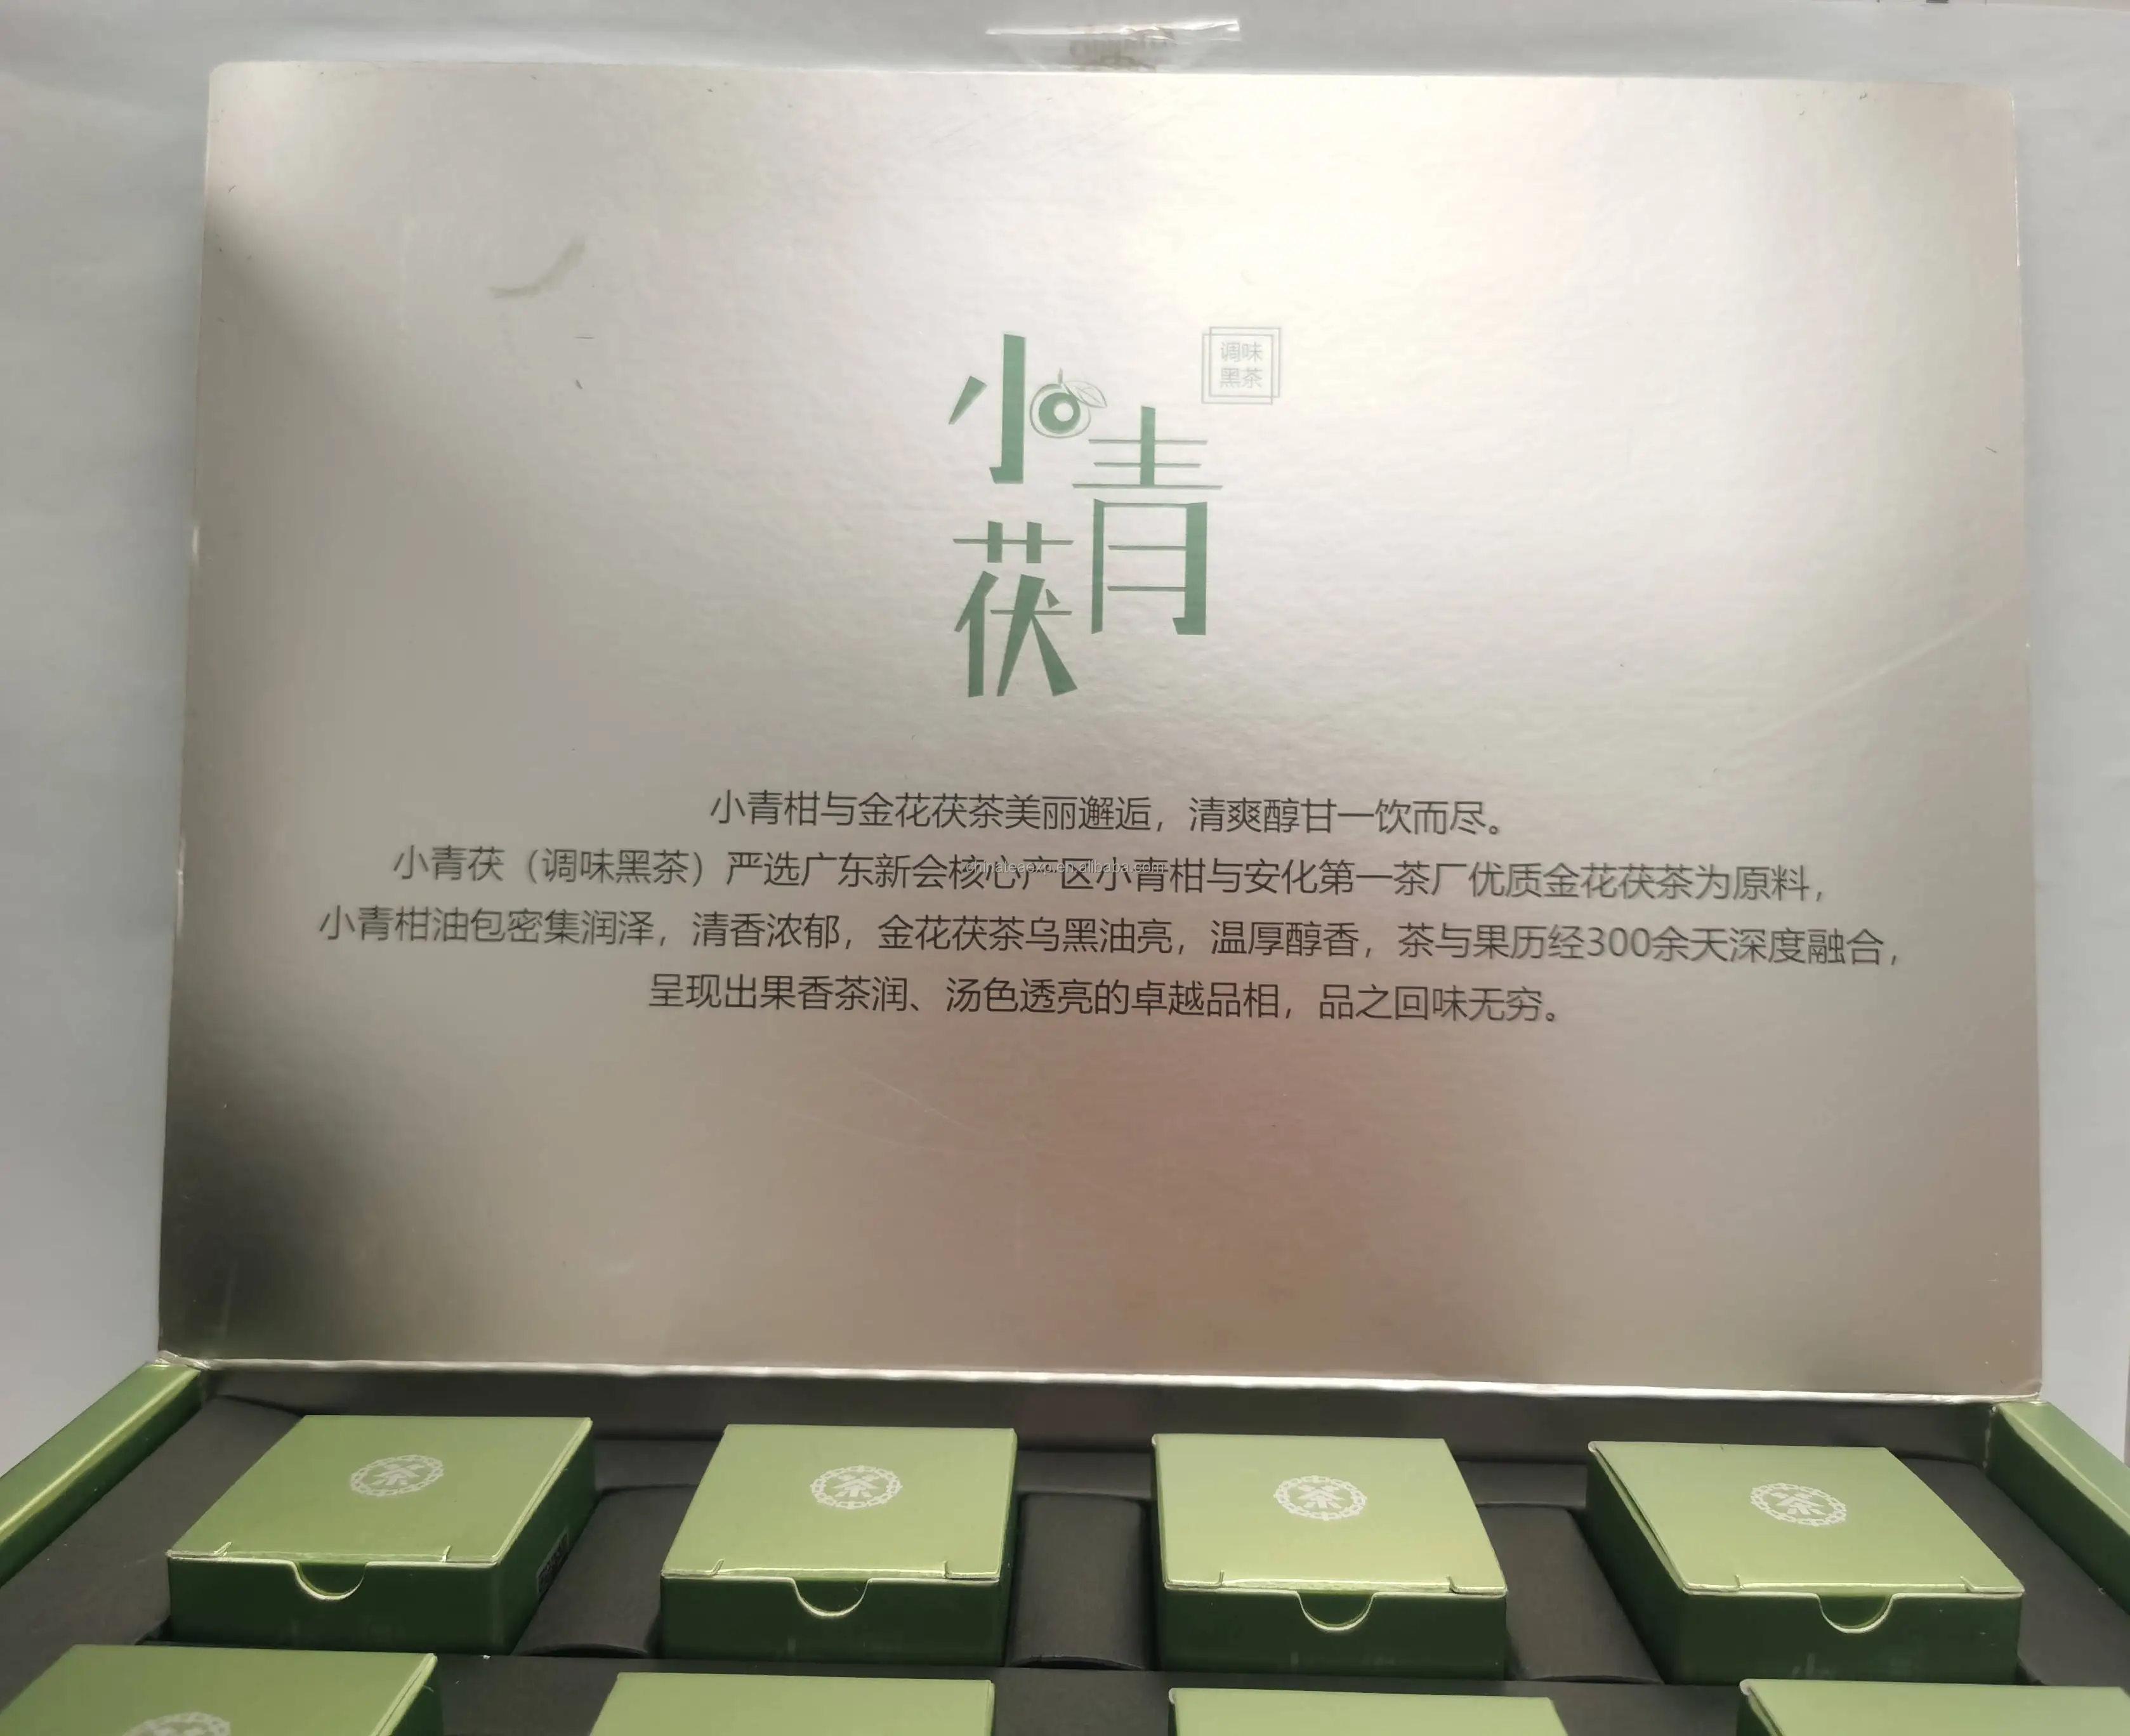 小青茯
调味
黑茶
小青柑与金花茯茶美丽邂逅，清爽醇甘一饮而尽。
小青茯（调味黑茶）严选广东新会核心产区小青柑与安化第一茶厂优质金花茯茶为原料，
chinateaexp.en.alibaba.com
小青柑油包密集润泽，清香浓郁，金花茯茶乌黑油亮，温厚醇香，茶与果历经300余天深度融合，
呈现出果香茶润、汤色透亮的卓越品相，品之回味无穷。
茶
茶
茶
茶